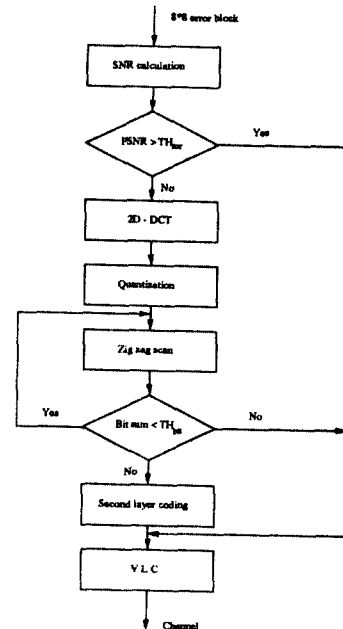 8*8 error block
SNR calculation
PSNR > TH
Yes
No
2D - DCT
Quantization
Zig zag scan
Yes
Bit sum < TH
No
No
Second layer coding
V L C
Channel